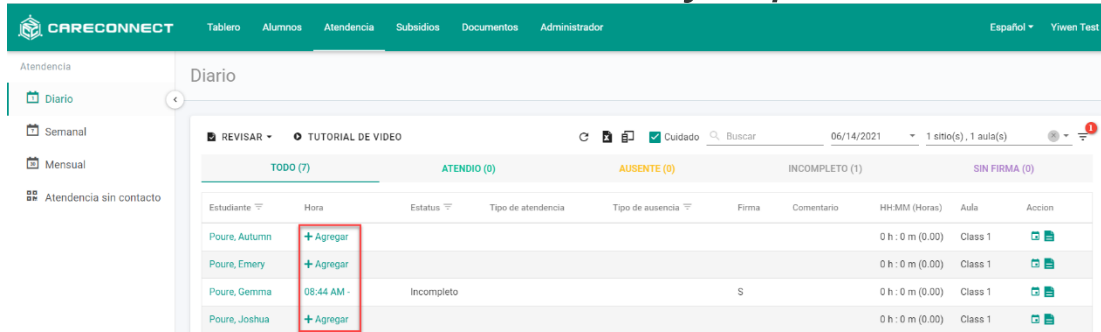 CARECONNECT Tablero Alumnos Atendencia Subsidios Documentos Administrador Español Yiwen Test
Atendencia
Diario
Diario
Semanal
Mensual
Atendencia sin contacto
REVISAR TUTORIAL DE VIDEO Cuidado Buscar 06/14/2021 1 sitio(s) , 1 aula(s) 1
TODO (7) ATENDIO (0) AUSENTE (0) INCOMPLETO (1) SIN FIRMA (0)
Estudiante Hora Estatus Tipo de atendencia Tipo de ausencia Firma Comentario HH:MM (Horas) Aula Accion
Poure, Autumn + Agregar 0 h : 0 m (0.00) Class 1
Poure, Emery + Agregar 0 h : 0 m (0.00) Class 1
Poure, Gemma 08:44 AM - Incompleto S 0 h : 0 m (0.00) Class 1
Poure, Joshua + Agregar 0 h : 0 m (0.00) Class 1